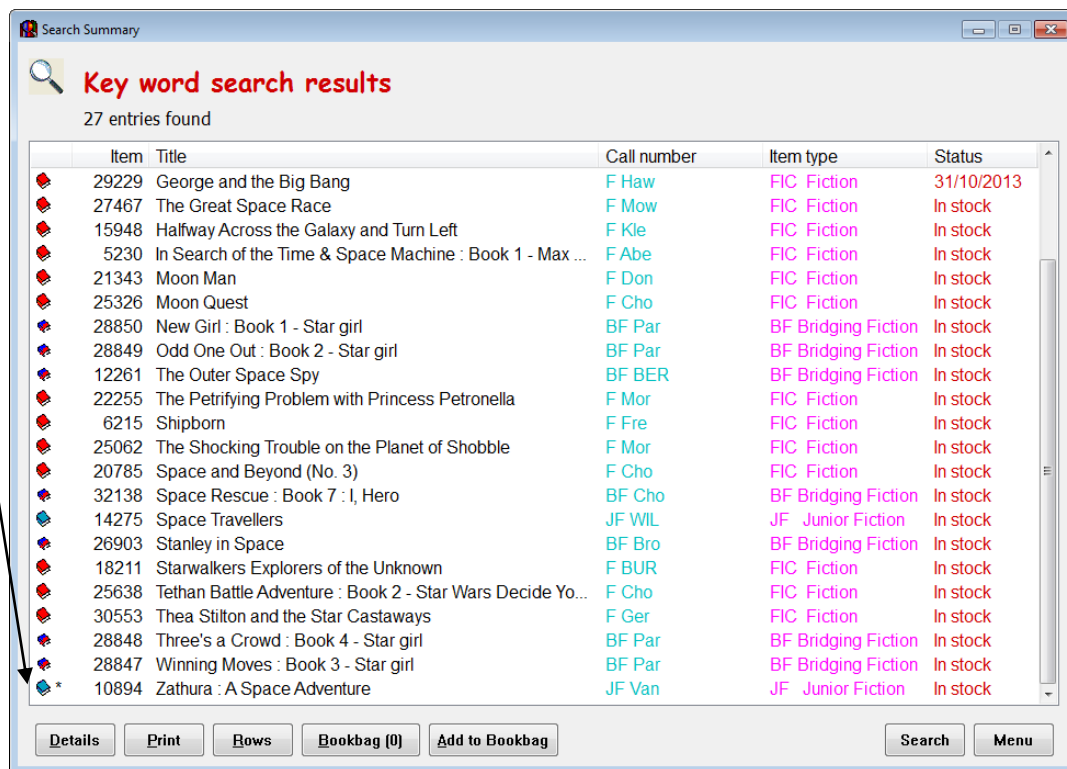 Search Summary
Key word search results
27 entries found
Item Title Call number Item type Status
29229 George and the Big Bang F Haw FIC Fiction 31/10/2013
27467 The Great Space Race F Mow FIC Fiction In stock
15948 Halfway Across the Galaxy and Turn Left F Kle FIC Fiction In stock
5230 In Search of the Time & Space Machine : Book 1 - Max ... F Abe FIC Fiction In stock
21343 Moon Man F Don FIC Fiction In stock
25326 Moon Quest F Cho FIC Fiction In stock
28850 New Girl : Book 1 - Star girl BF Par BF Bridging Fiction In stock
28849 Odd One Out : Book 2 - Star girl BF Par BF Bridging Fiction In stock
12261 The Outer Space Spy BF BER BF Bridging Fiction In stock
22255 The Petrifying Problem with Princess Petronella F Mor FIC Fiction In stock
6215 Shipborn F Fre FIC Fiction In stock
25062 The Shocking Trouble on the Planet of Shobble F Mor FIC Fiction In stock
20785 Space and Beyond (No. 3) F Cho FIC Fiction In stock
32138 Space Rescue : Book 7 : I, Hero BF Cho BF Bridging Fiction In stock
14275 Space Travellers JF WIL JF Junior Fiction In stock
26903 Stanley in Space BF Bro BF Bridging Fiction In stock
18211 Starwalkers Explorers of the Unknown F BUR FIC Fiction In stock
25638 Tethan Battle Adventure : Book 2 - Star Wars Decide Yo... F Cho FIC Fiction In stock
30553 Thea Stilton and the Star Castaways F Ger FIC Fiction In stock
28848 Three's a Crowd : Book 4 - Star girl BF Par BF Bridging Fiction In stock
28847 Winning Moves : Book 3 - Star girl BF Par BF Bridging Fiction In stock
* 10894 Zathura : A Space Adventure JF Van JF Junior Fiction In stock
Details Print Rows Bookbag (0) Add to Bookbag Search Menu